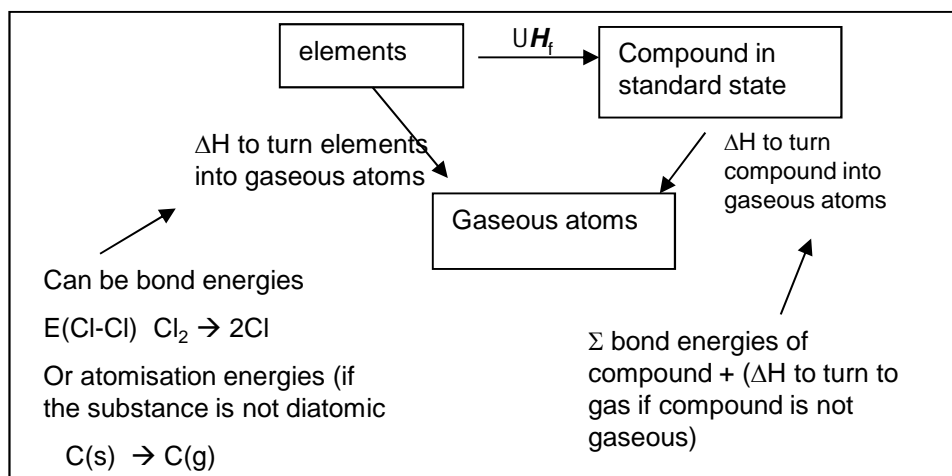 elements
UHf
Compound in
standard state
ΔH to turn elements
into gaseous atoms
ΔH to turn
compound into
gaseous atoms
Gaseous atoms
Can be bond energies
E(Cl-Cl) Cl₂ → 2Cl
Or atomisation energies (if
the substance is not diatomic
C(s) → C(g)
Σ bond energies of
compound + (ΔH to turn to
gas if compound is not
gaseous)